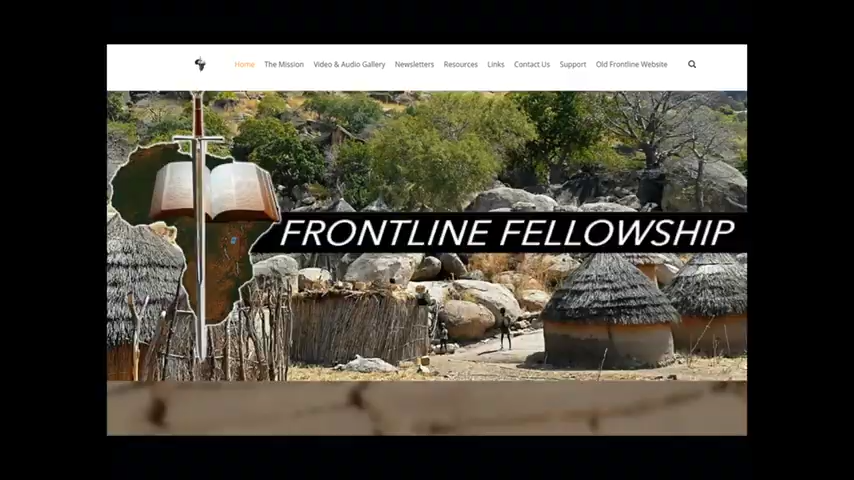 Home The Mission Video & Audio Gallery Newsletters Resources Links Contact Us Support Old Frontline Website
FRONTLINE FELLOWSHIP